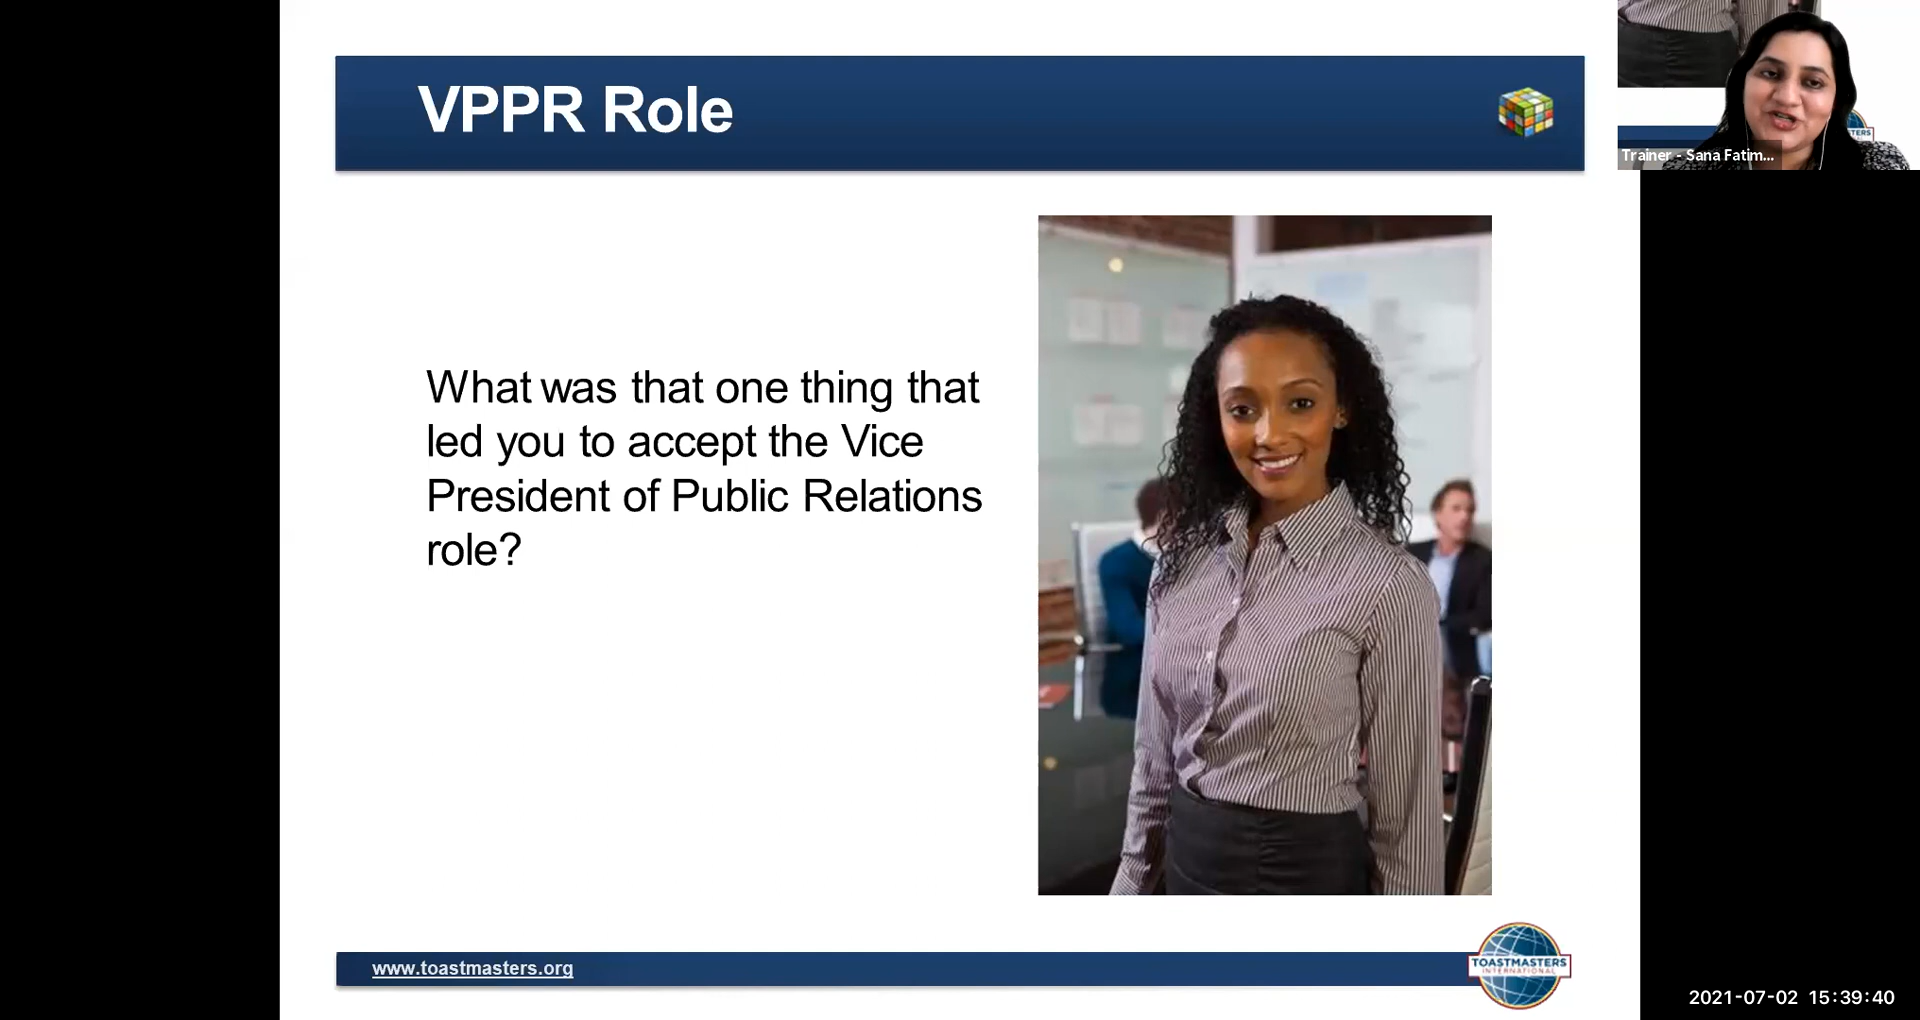 VPPR Role
Trainer - Sana Fatim...
What was that one thing that
led you to accept the Vice
President of Public Relations
role?
www.toastmasters.org
TOASTMASTERS
INTERNATIONAL
2021-07-02 15:39:40